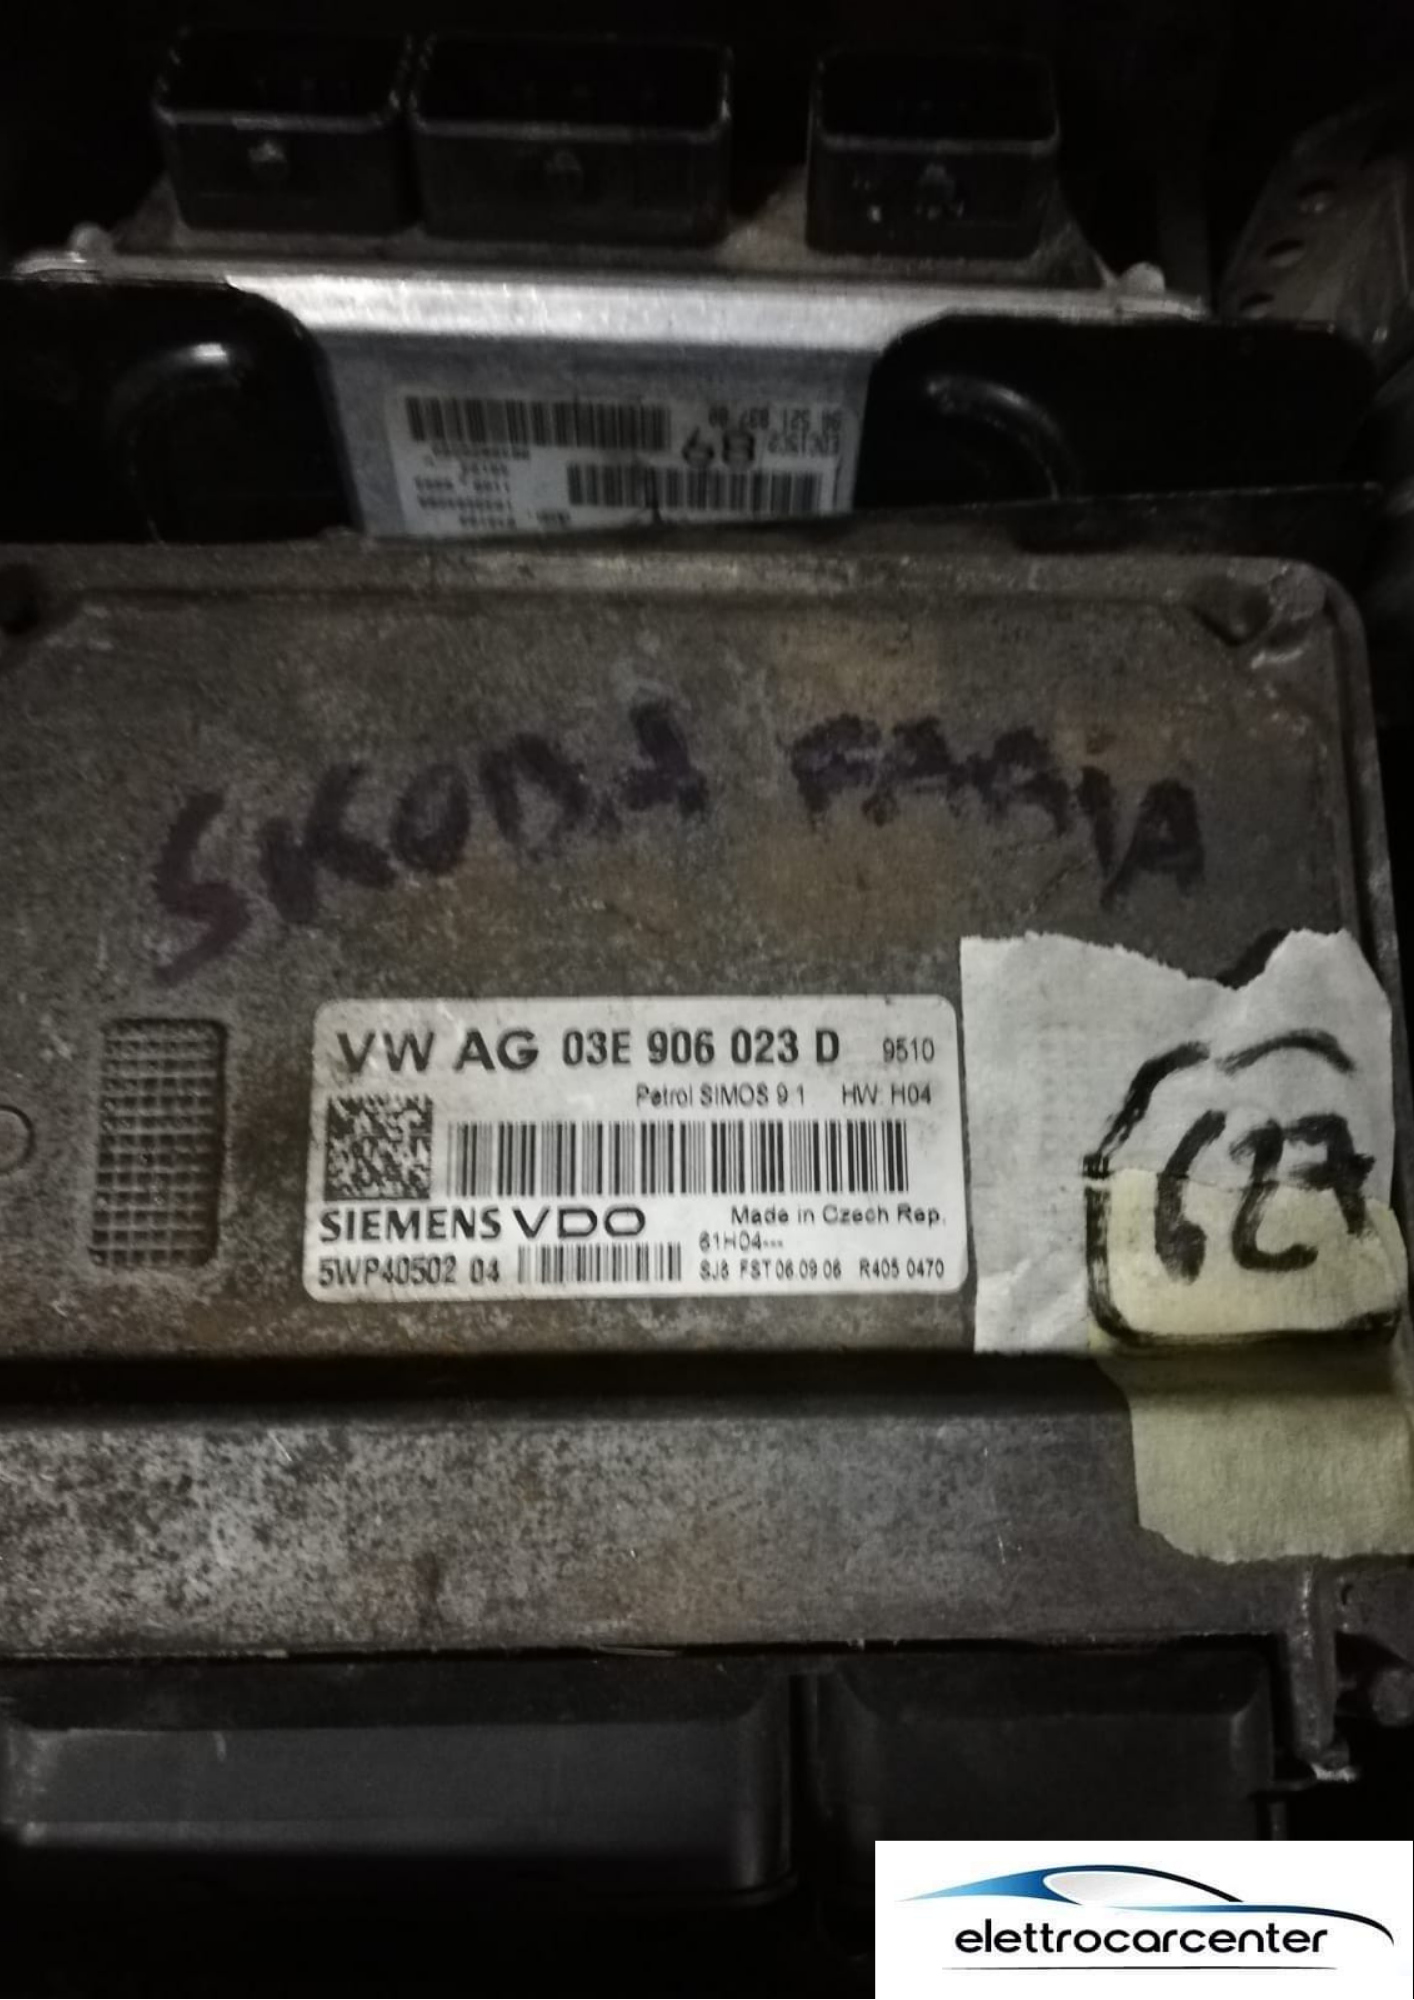 SKODA FABIA
VW AG 03E 906 023 D 9510
Petrol SIMOS 9.1 HW: H04
SIEMENS VDO Made in Czech Rep.
61H04---
5WP40502 04 SJ8 FST 06.09.06 R405 0470
627
elettrocarcenter